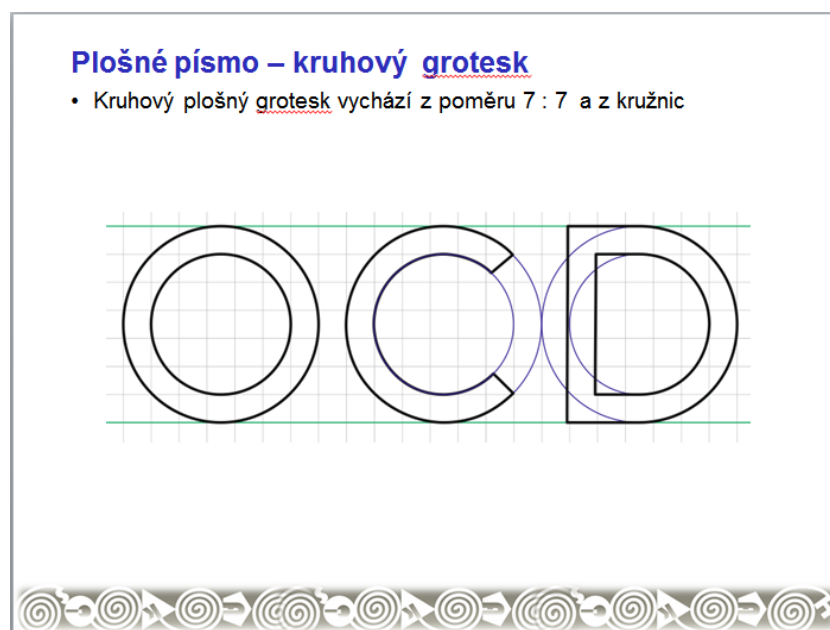 Plošné písmo – kruhový grotesk
• Kruhový plošný grotesk vychází z poměru 7 : 7 a z kružnic
O C D